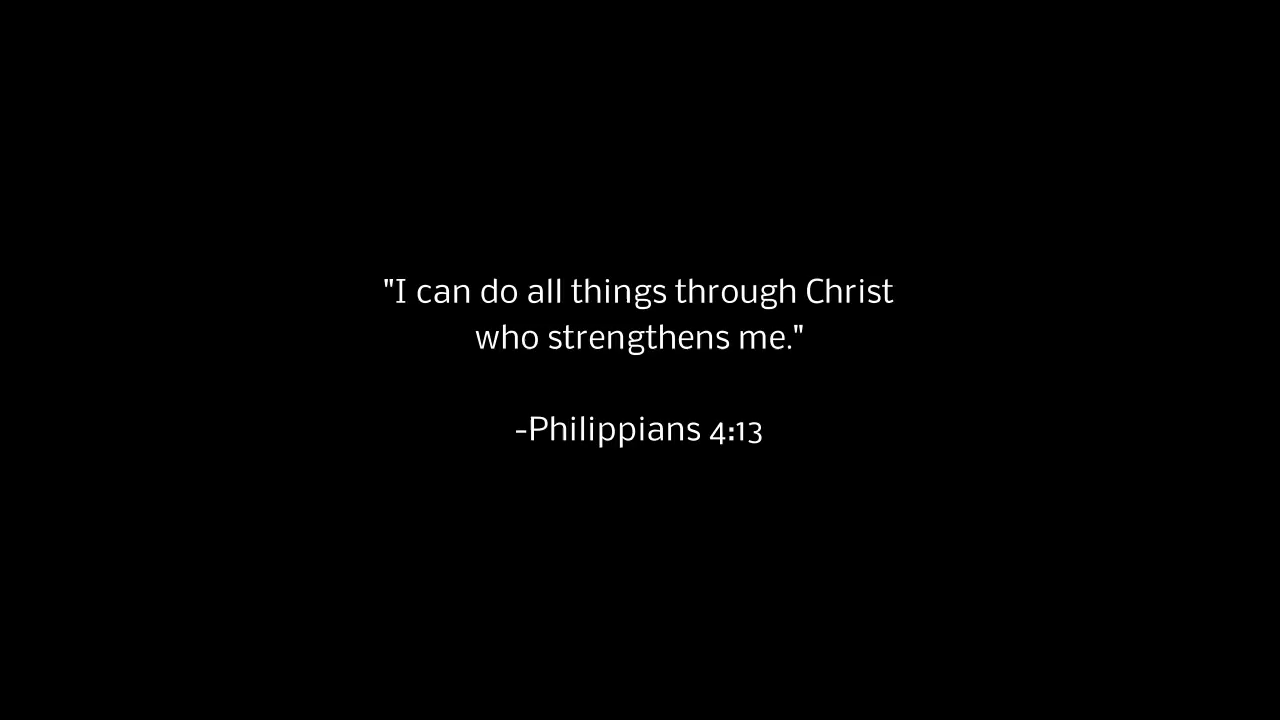 "I can do all things through Christ
who strengthens me."
-Philippians 4:13